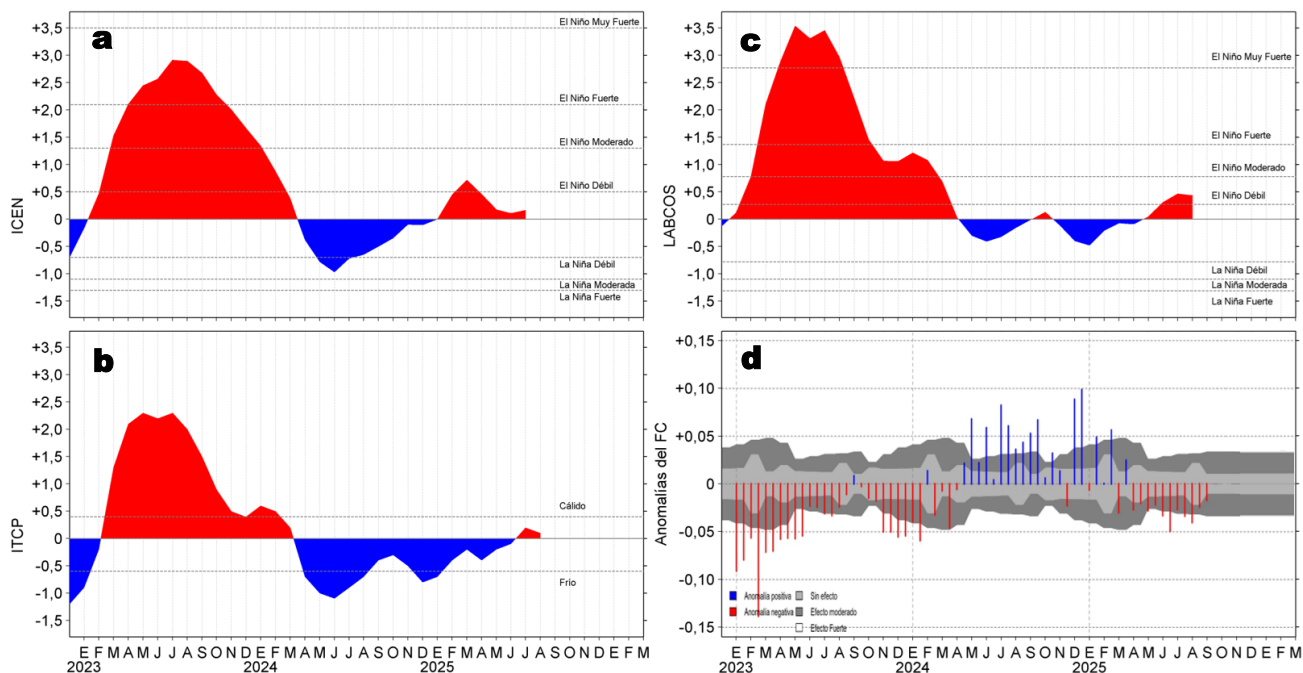 a
+3,5
+3,0
+2,5
+2,0
+1,5
+1,0
+0,5
0
-0,5
-1,0
-1,5
ICEN
El Niño Muy Fuerte
El Niño Fuerte
El Niño Moderado
El Niño Débil
La Niña Débil
La Niña Moderada
La Niña Fuerte
c
+3,5
+3,0
+2,5
+2,0
+1,5
+1,0
+0,5
0
-0,5
-1,0
-1,5
LABCOS
El Niño Muy Fuerte
El Niño Fuerte
El Niño Moderado
El Niño Débil
La Niña Débil
La Niña Moderada
La Niña Fuerte
b
+3,5
+3,0
+2,5
+2,0
+1,5
+1,0
+0,5
0
-0,5
-1,0
-1,5
ITCP
Cálido
Frío
E F M A M J J A S O N D E F M A M J J A S O N D E F M A M J J A S O N D E F M
2023 2024 2025
d
+0,15
+0,10
+0,05
0
-0,05
-0,10
-0,15
Anomalías del FC
Anomalía positiva Sin efecto
Anomalía negativa Efecto moderado
Efecto Fuerte
E F M A M J J A S O N D E F M A M J J A S O N D E F M A M J J A S O N D E F M
2023 2024 2025